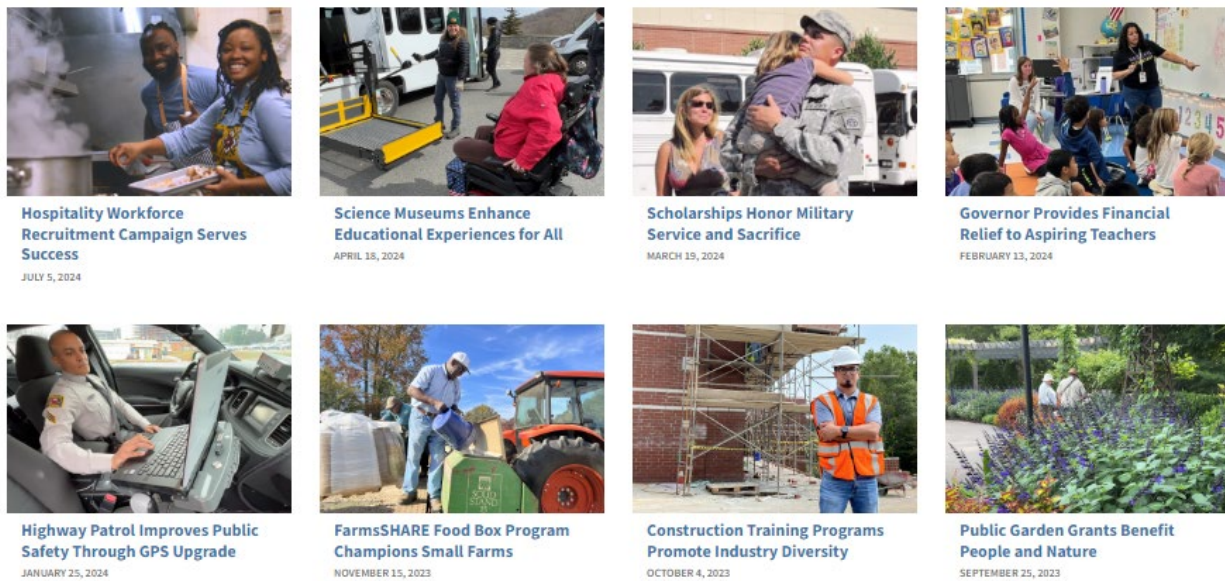 Hospitality Workforce
Recruitment Campaign Serves
Success
JULY 5, 2024
Science Museums Enhance
Educational Experiences for All
APRIL 18, 2024
Scholarships Honor Military
Service and Sacrifice
MARCH 19, 2024
Governor Provides Financial
Relief to Aspiring Teachers
FEBRUARY 13, 2024
Highway Patrol Improves Public
Safety Through GPS Upgrade
JANUARY 25, 2024
FarmsSHARE Food Box Program
Champions Small Farms
NOVEMBER 15, 2023
Construction Training Programs
Promote Industry Diversity
OCTOBER 4, 2023
Public Garden Grants Benefit
People and Nature
SEPTEMBER 25, 2023